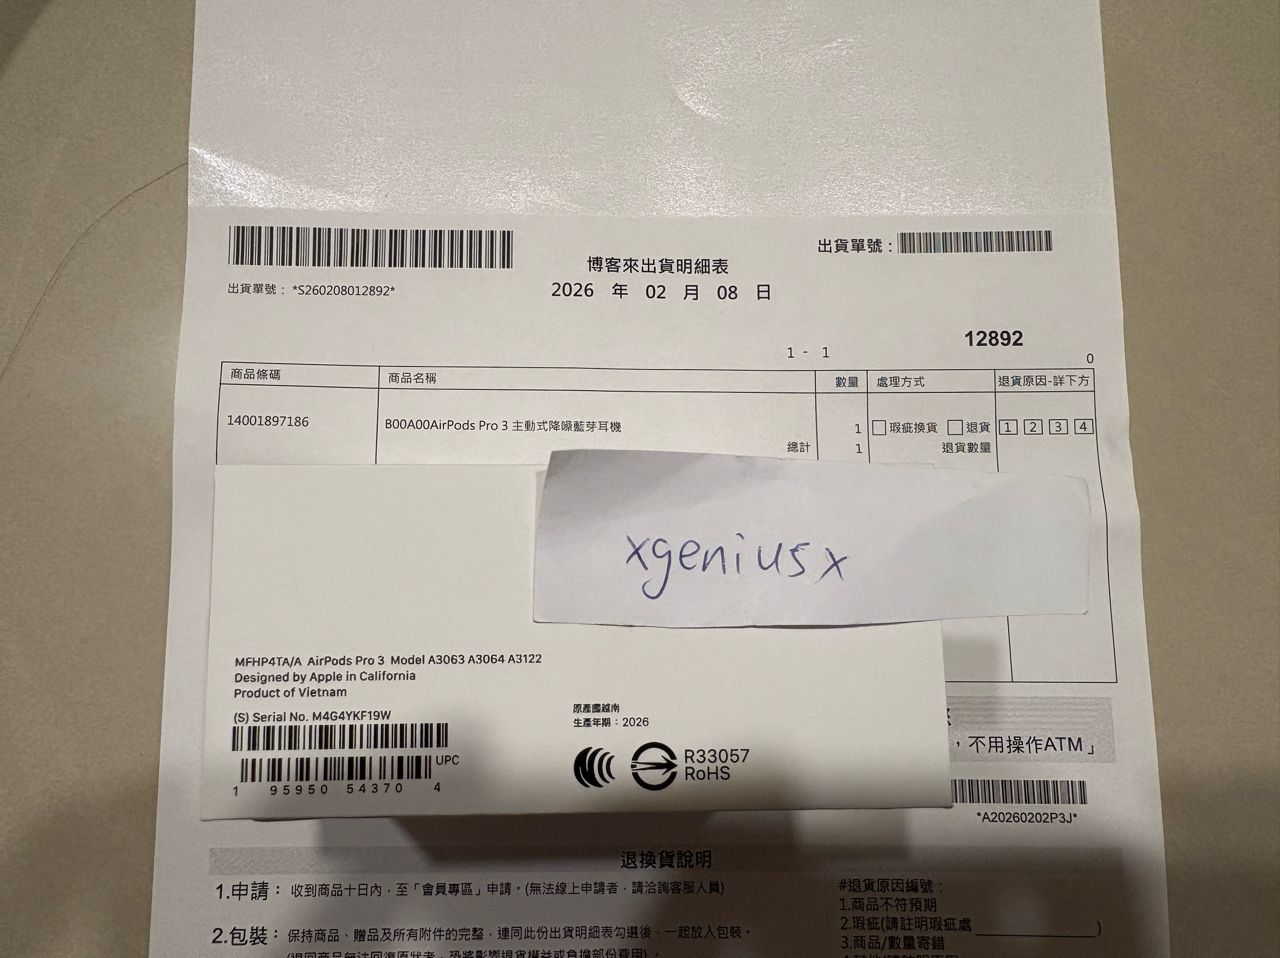 出貨單號：
出貨單號： *S260208012892*
博客來出貨明細表
2026 年 02 月 08 日
12892
1 - 1
0
商品條碼 商品名稱 數量 處理方式 退貨原因-詳下方
14001897186 B00A00AirPods Pro 3 主動式降噪藍芽耳機 1 瑕疵換貨 退貨 1 2 3 4
總計 1 退貨數量
xgeniusx
MFHP4TA/A AirPods Pro 3 Model A3063 A3064 A3122
Designed by Apple in California
Product of Vietnam
(S) Serial No. M4G4YKF19W
UPC
1 95950 54370 4
原產國越南
生產年期：2026
R33057
RoHS
，不用操作ATM」
*A20260202P3J*
退換貨說明
1.申請： 收到商品十日內，至「會員專區」申請。(無法線上申請者，請洽詢客服人員)
2.包裝： 保持商品、贈品及所有附件的完整，連同此份出貨明細表勾選後，一起放入包裝。
#退貨原因編號：
1.商品不符預期
2.瑕疵(請註明瑕疵處 )
3.商品/數量寄錯